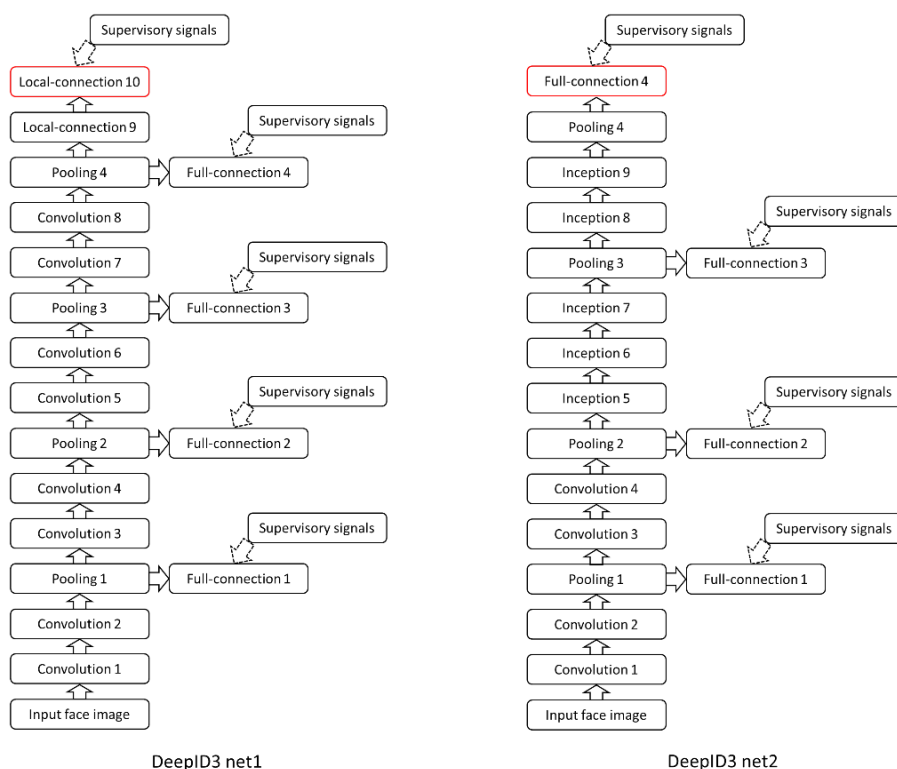 Supervisory signals
Local-connection 10
Local-connection 9
Supervisory signals
Pooling 4
Full-connection 4
Convolution 8
Convolution 7
Supervisory signals
Pooling 3
Full-connection 3
Convolution 6
Convolution 5
Supervisory signals
Pooling 2
Full-connection 2
Convolution 4
Convolution 3
Supervisory signals
Pooling 1
Full-connection 1
Convolution 2
Convolution 1
Input face image
DeepID3 net1
Supervisory signals
Full-connection 4
Pooling 4
Inception 9
Inception 8
Supervisory signals
Pooling 3
Full-connection 3
Inception 7
Inception 6
Inception 5
Supervisory signals
Pooling 2
Full-connection 2
Convolution 4
Convolution 3
Supervisory signals
Pooling 1
Full-connection 1
Convolution 2
Convolution 1
Input face image
DeepID3 net2